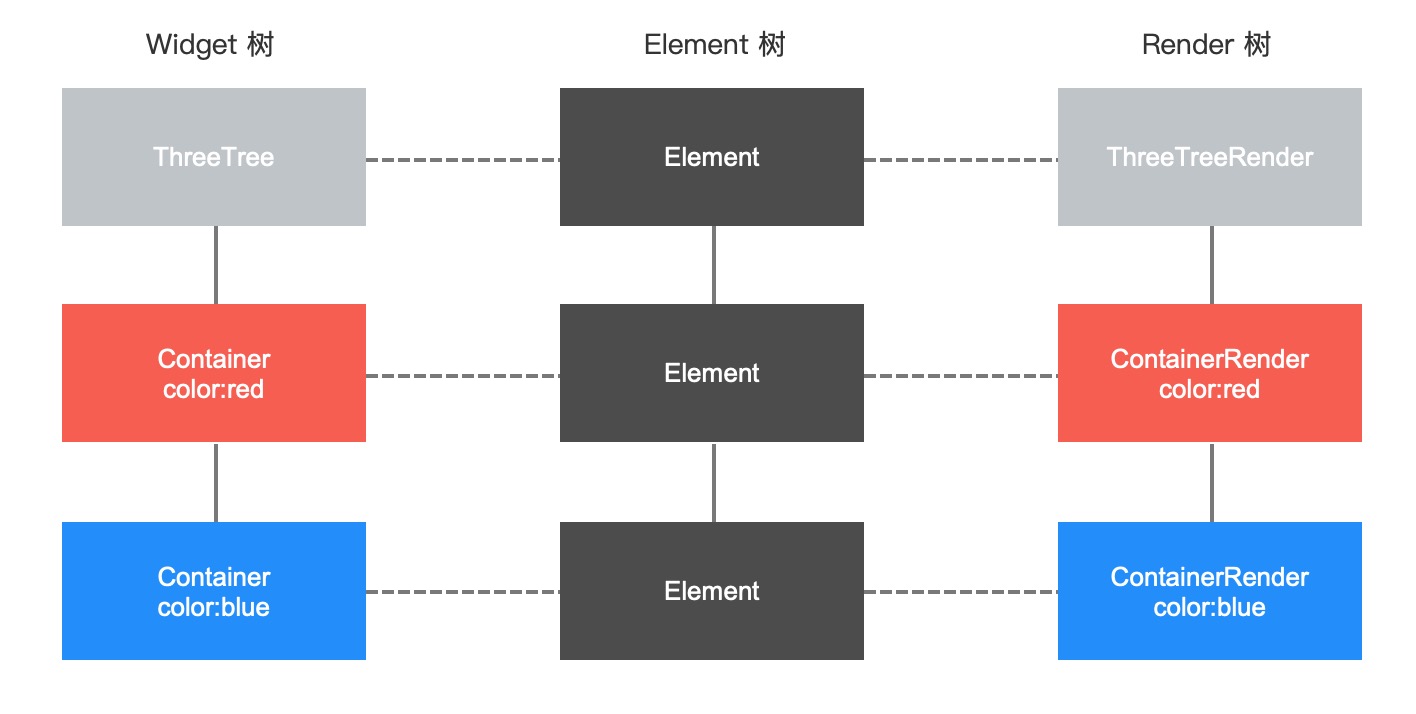 Widget 树
Element 树
Render 树
ThreeTree
Element
ThreeTreeRender
Container
color:red
Element
ContainerRender
color:red
Container
color:blue
Element
ContainerRender
color:blue